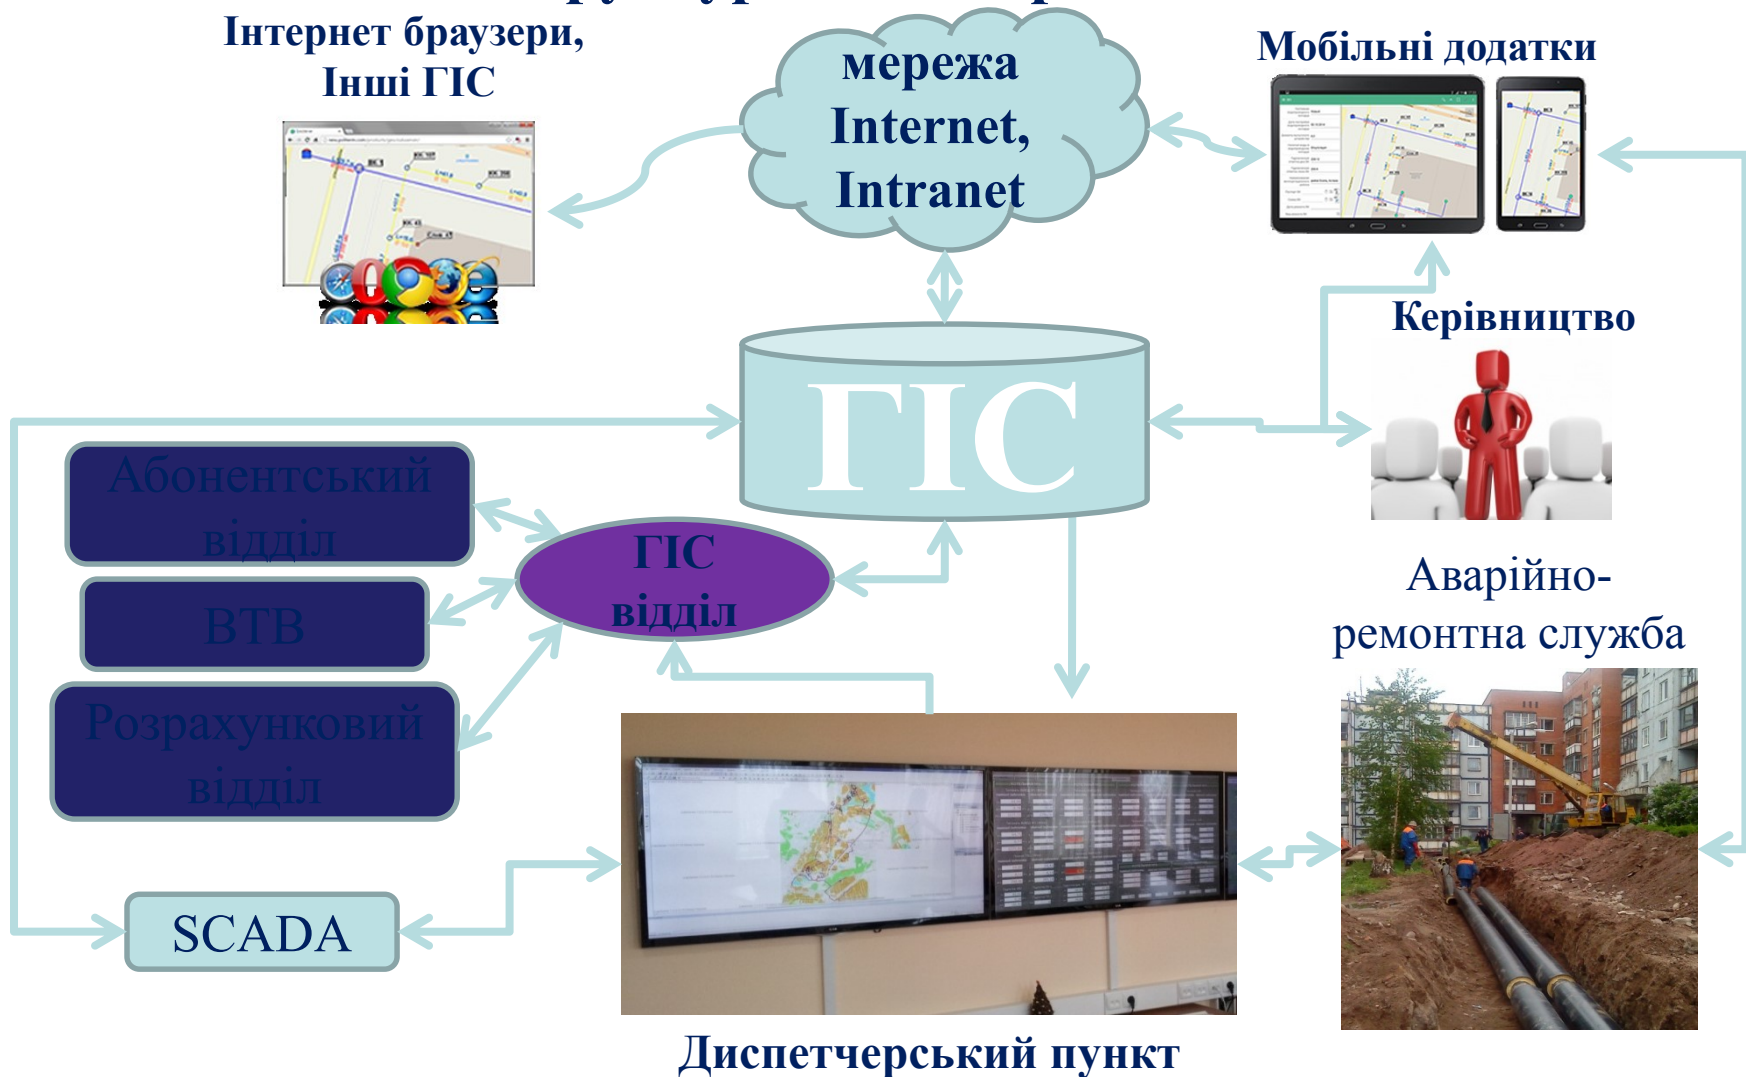 Інтернет браузери,
Інші ГІС
мережа
Internet,
Intranet
Мобільні додатки
Керівництво
ГІС
Абонентський
відділ
ГІС
відділ
ВТВ
Розрахунковий
відділ
Аварійно-
ремонтна служба
SCADA
Диспетчерський пункт